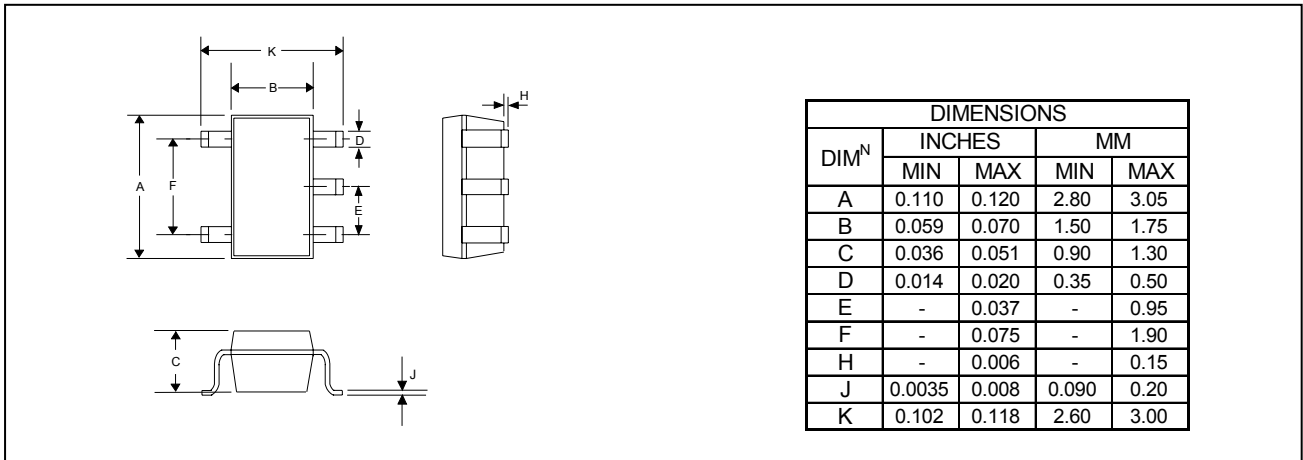 K
B
H
D
A
F
E
C
J
DIMENSIONS
DIMᴺ INCHES MM
MIN MAX MIN MAX
A 0.110 0.120 2.80 3.05
B 0.059 0.070 1.50 1.75
C 0.036 0.051 0.90 1.30
D 0.014 0.020 0.35 0.50
E - 0.037 - 0.95
F - 0.075 - 1.90
H - 0.006 - 0.15
J 0.0035 0.008 0.090 0.20
K 0.102 0.118 2.60 3.00